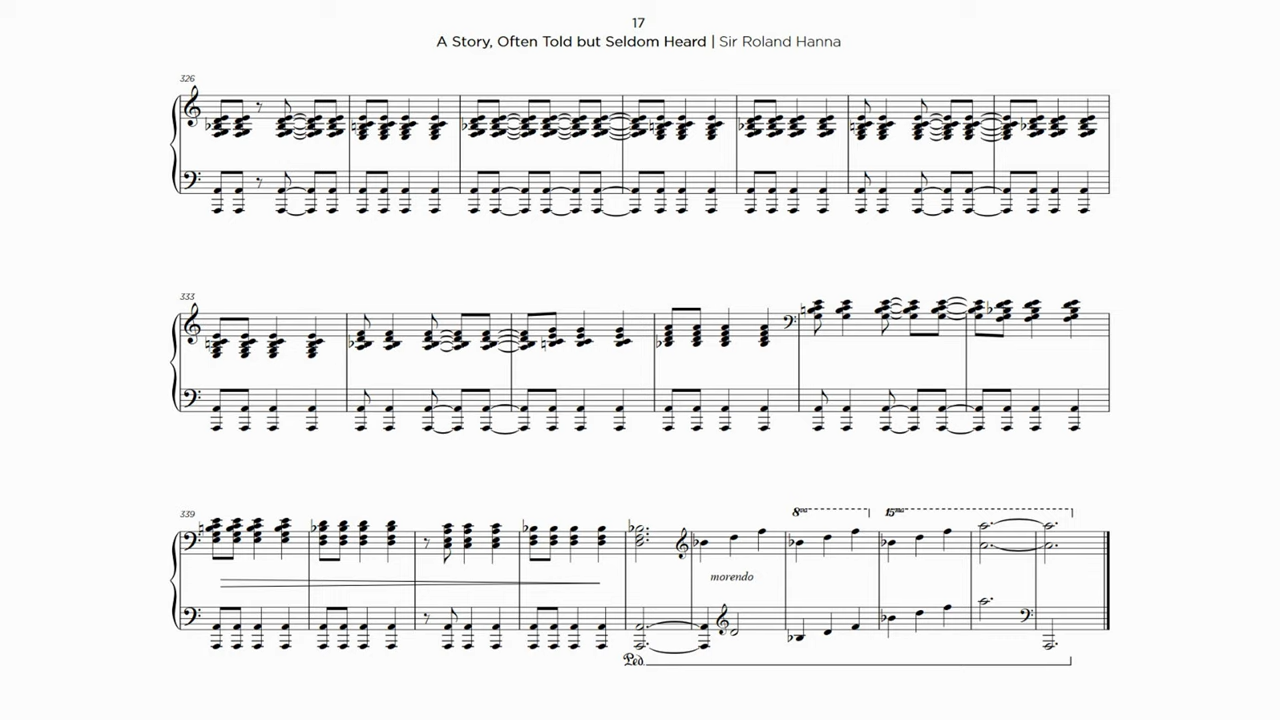 17
A Story, Often Told but Seldom Heard | Sir Roland Hanna
326
333
339
8va
15ma
morendo
Ped.